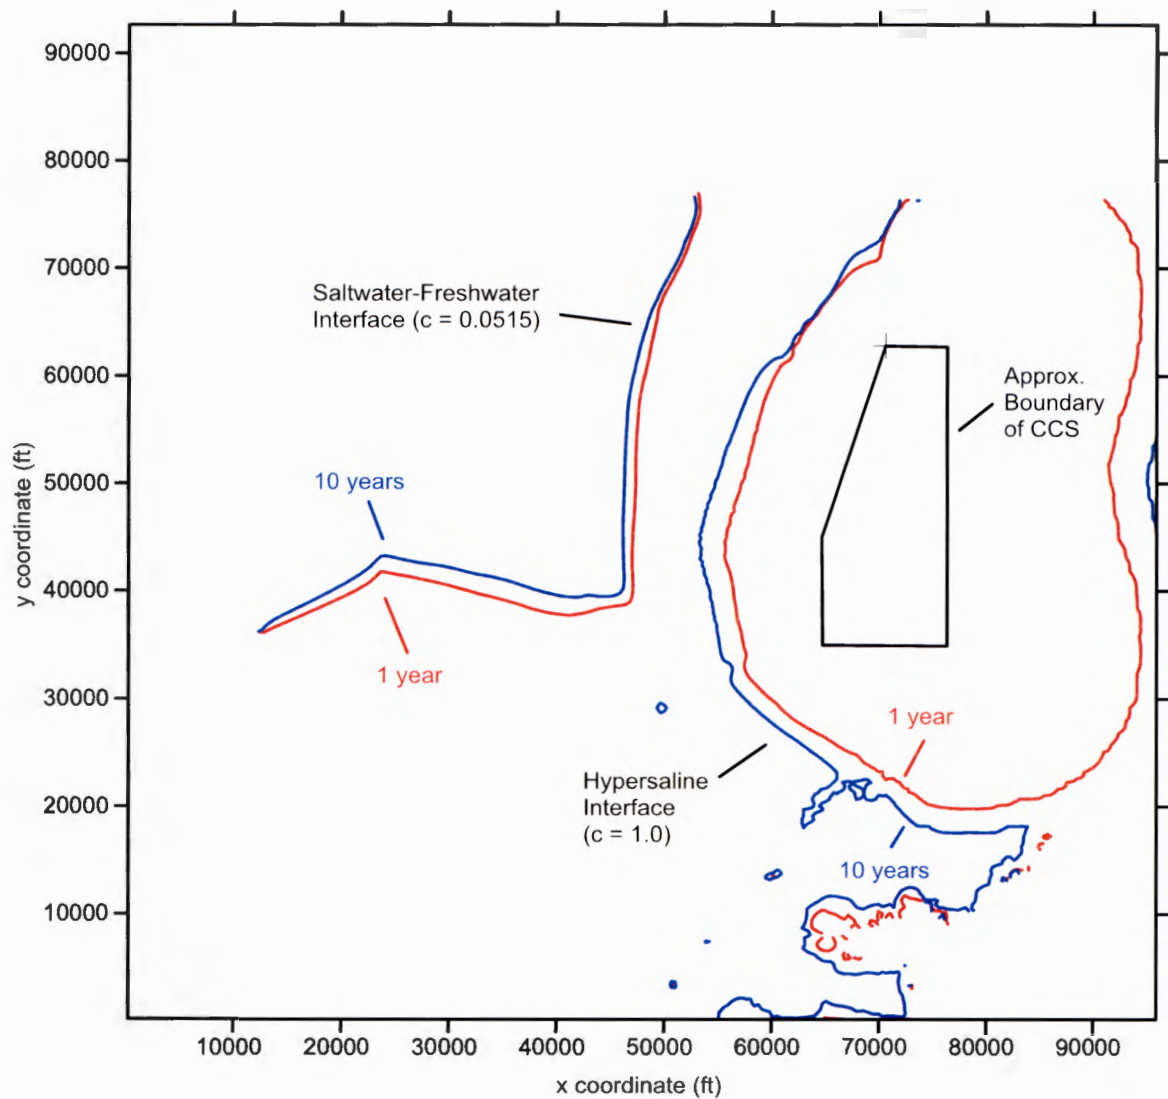 90000
80000
70000
60000
50000
40000
30000
20000
10000
y coordinate (ft)
Saltwater-Freshwater
Interface (c = 0.0515)
Approx.
Boundary
of CCS
10 years
1 year
1 year
Hypersaline
Interface
(c = 1.0)
10 years
10000
20000
30000
40000
50000
60000
70000
80000
90000
x coordinate (ft)